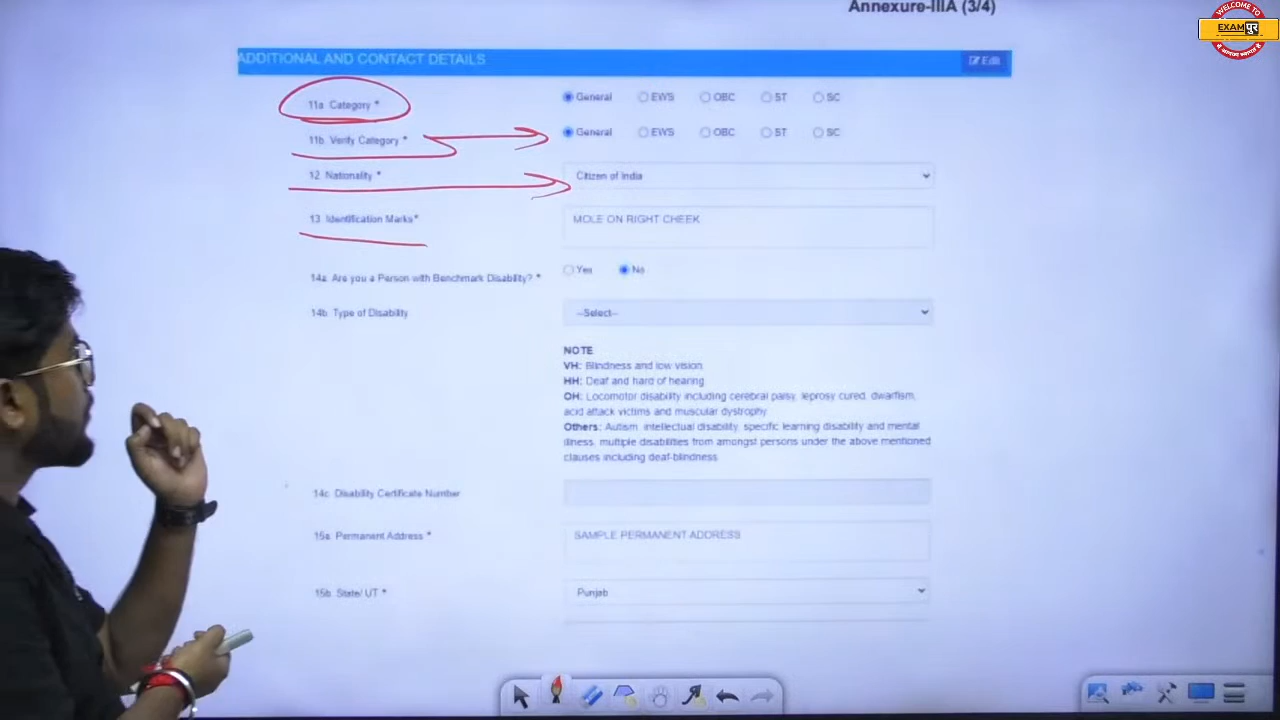 Annexure-IIIA (3/4)
WELCOME TO
EXAM पुर
ADDITIONAL AND CONTACT DETAILS Edit
11a Category * General EWS OBC ST SC
11b. Verify Category * General EWS OBC ST SC
12 Nationality * Citizen of India
13 Identification Marks* MOLE ON RIGHT CHEEK
14a Are you a Person with Benchmark Disability? * Yes No
14b Type of Disability --Select--
NOTE
VH: Blindness and low vision
HH: Deaf and hard of hearing
OH: Locomotor disability including cerebral palsy, leprosy cured, dwarfism,
acid attack victims and muscular dystrophy
Others: Autism, intellectual disability, specific learning disability and mental
illness, multiple disabilities from amongst persons under the above mentioned
clauses including deaf-blindness
14c. Disability Certificate Number
15a. Permanent Address * SAMPLE PERMANENT ADDRESS
15b. State/ UT * Punjab